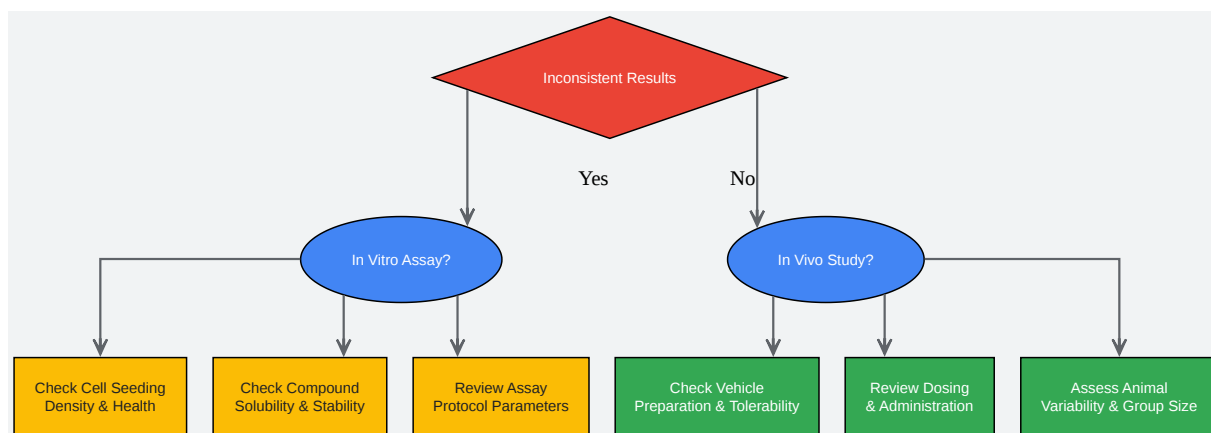 Inconsistent Results
Yes
No
In Vitro Assay?
In Vivo Study?
Check Cell Seeding
Density & Health
Check Compound
Solubility & Stability
Review Assay
Protocol Parameters
Check Vehicle
Preparation & Tolerability
Review Dosing
& Administration
Assess Animal
Variability & Group Size